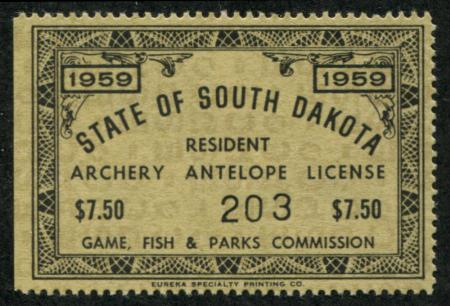 1959 1959
STATE OF SOUTH DAKOTA
RESIDENT
ARCHERY ANTELOPE LICENSE
$7.50 203 $7.50
GAME, FISH & PARKS COMMISSION
EUREKA SPECIALTY PRINTING CO.